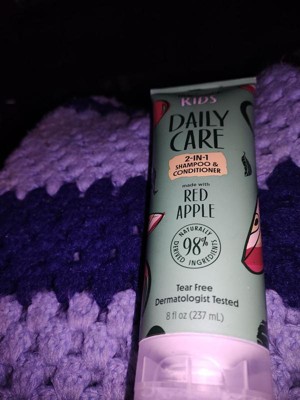 KIDS
DAILY
CARE
2-IN-1
SHAMPOO &
CONDITIONER
made with
RED
APPLE
NATURALLY
98%
DERIVED INGREDIENTS
Tear Free
Dermatologist Tested
8 fl oz (237 mL)